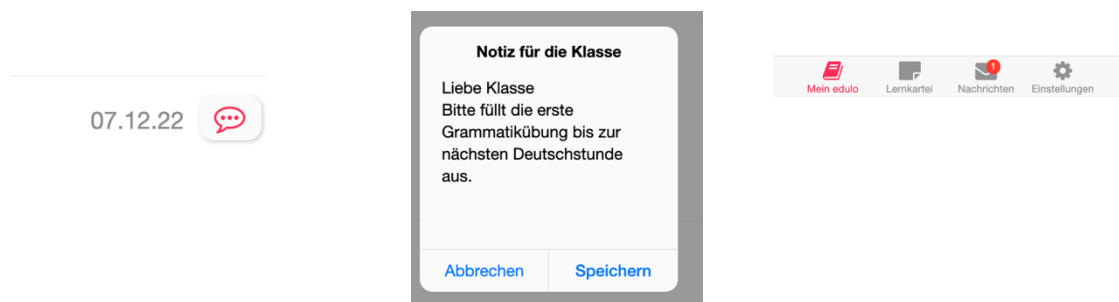 07.12.22
Notiz für die Klasse
Liebe Klasse
Bitte füllt die erste
Grammatikübung bis zur
nächsten Deutschstunde
aus.
Abbrechen Speichern
1
Mein edulo Lernkartei Nachrichten Einstellungen